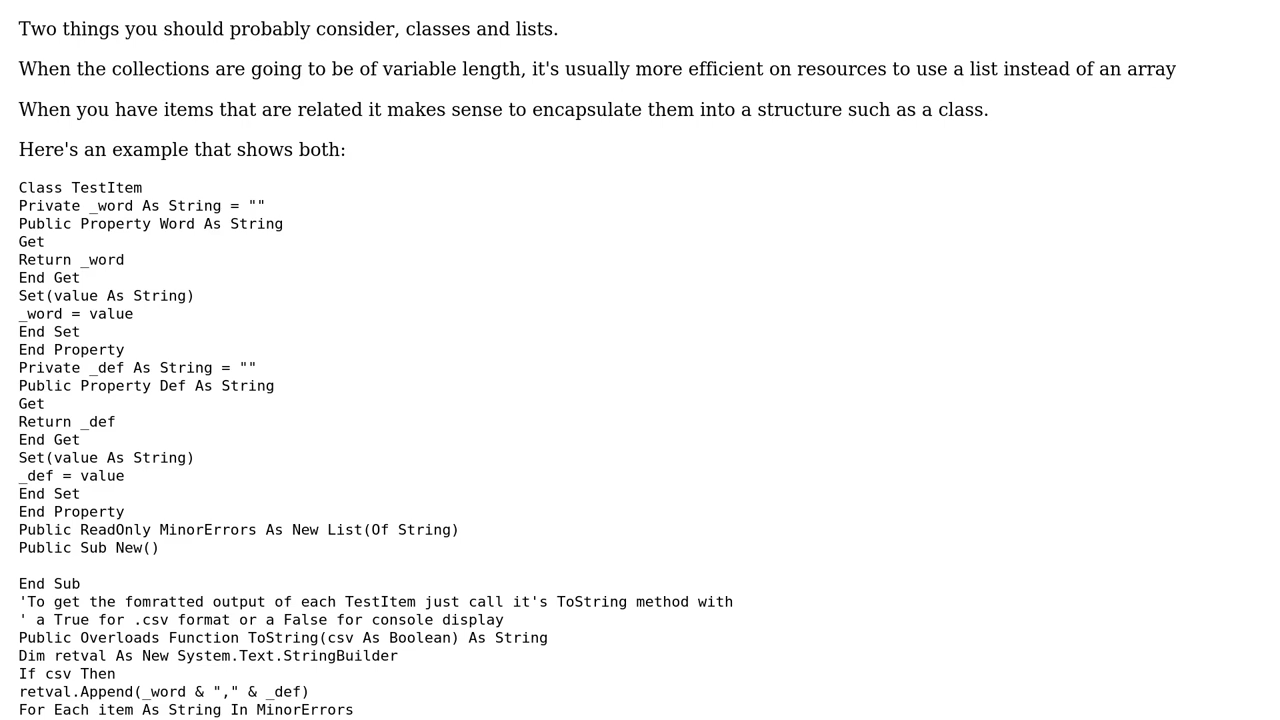 Two things you should probably consider, classes and lists.
When the collections are going to be of variable length, it's usually more efficient on resources to use a list instead of an array
When you have items that are related it makes sense to encapsulate them into a structure such as a class.
Here's an example that shows both:
Class TestItem
Private _word As String = ""
Public Property Word As String
Get
Return _word
End Get
Set(value As String)
_word = value
End Set
End Property
Private _def As String = ""
Public Property Def As String
Get
Return _def
End Get
Set(value As String)
_def = value
End Set
End Property
Public ReadOnly MinorErrors As New List(Of String)
Public Sub New()
End Sub
'To get the fomratted output of each TestItem just call it's ToString method with
' a True for .csv format or a False for console display
Public Overloads Function ToString(csv As Boolean) As String
Dim retval As New System.Text.StringBuilder
If csv Then
retval.Append(_word & "," & _def)
For Each item As String In MinorErrors